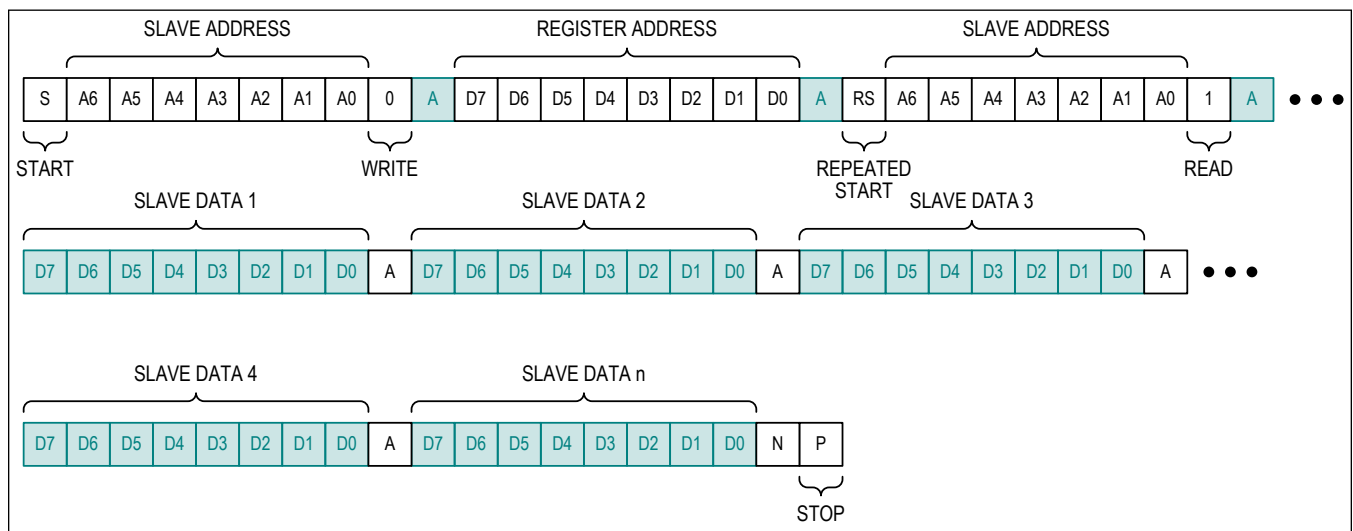 SLAVE ADDRESS REGISTER ADDRESS SLAVE ADDRESS
S A6 A5 A4 A3 A2 A1 A0 0 A D7 D6 D5 D4 D3 D2 D1 D0 A RS A6 A5 A4 A3 A2 A1 A0 1 A
START WRITE REPEATED START READ
SLAVE DATA 1 SLAVE DATA 2 SLAVE DATA 3
D7 D6 D5 D4 D3 D2 D1 D0 A D7 D6 D5 D4 D3 D2 D1 D0 A D7 D6 D5 D4 D3 D2 D1 D0 A
SLAVE DATA 4 SLAVE DATA n
D7 D6 D5 D4 D3 D2 D1 D0 A D7 D6 D5 D4 D3 D2 D1 D0 N P
STOP